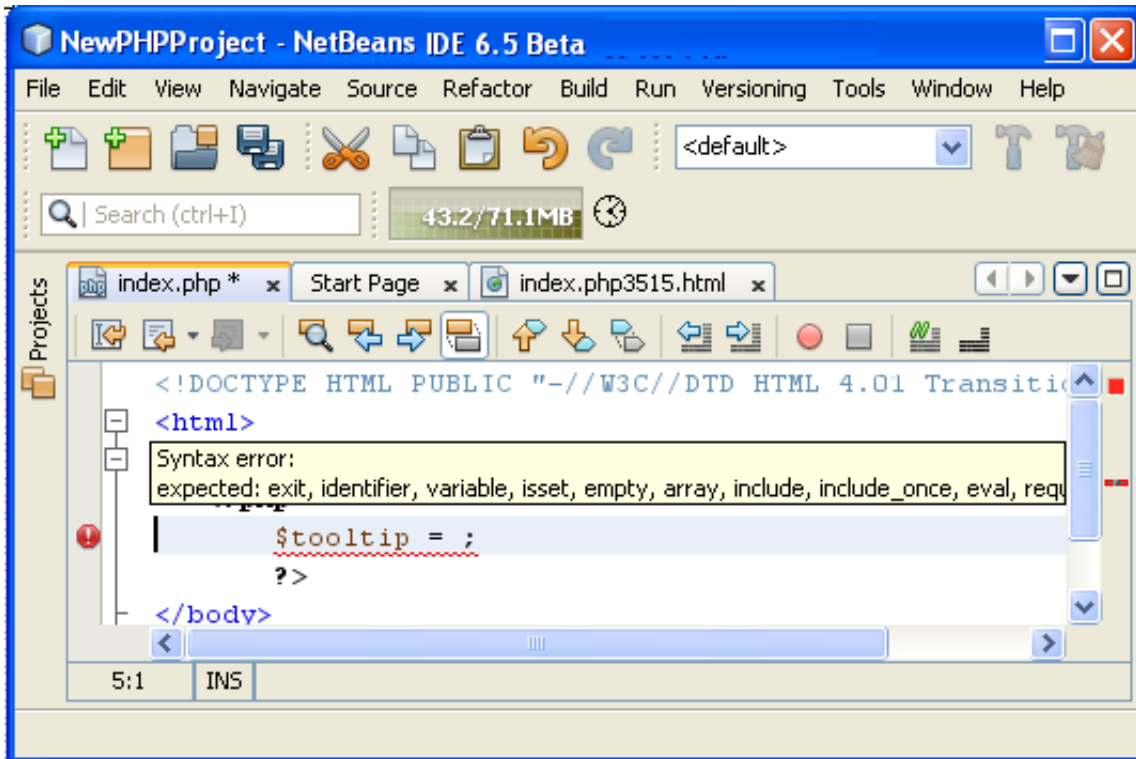 NewPHPProject - NetBeans IDE 6.5 Beta
File Edit View Navigate Source Refactor Build Run Versioning Tools Window Help
<default>
Search (ctrl+I)
43.2/71.1MB
Projects
index.php * x Start Page x index.php3515.html x
<!DOCTYPE HTML PUBLIC "-//W3C//DTD HTML 4.01 Transiti
<html>
Syntax error:
expected: exit, identifier, variable, isset, empty, array, include, include_once, eval, requ
$tooltip = ;
?>
</body>
5:1 INS